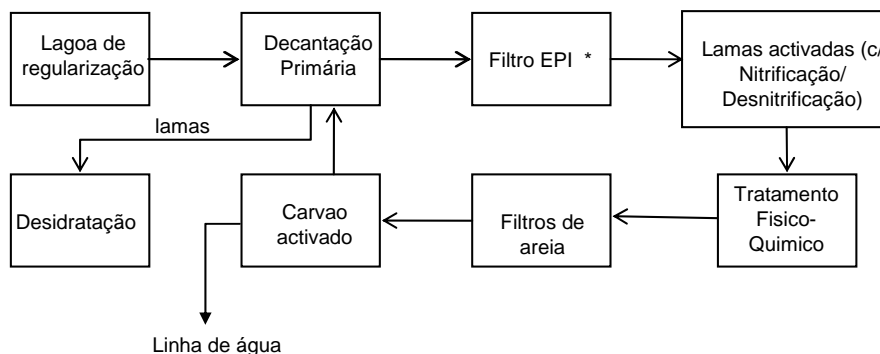 Lagoa de
regularização
Decantação
Primária
Filtro EPI *
Lamas activadas (c/
Nitrificação/
Desnitrificação)
lamas
Desidratação
Carvao
activado
Filtros de
areia
Tratamento
Fisico-
Quimico
Linha de água